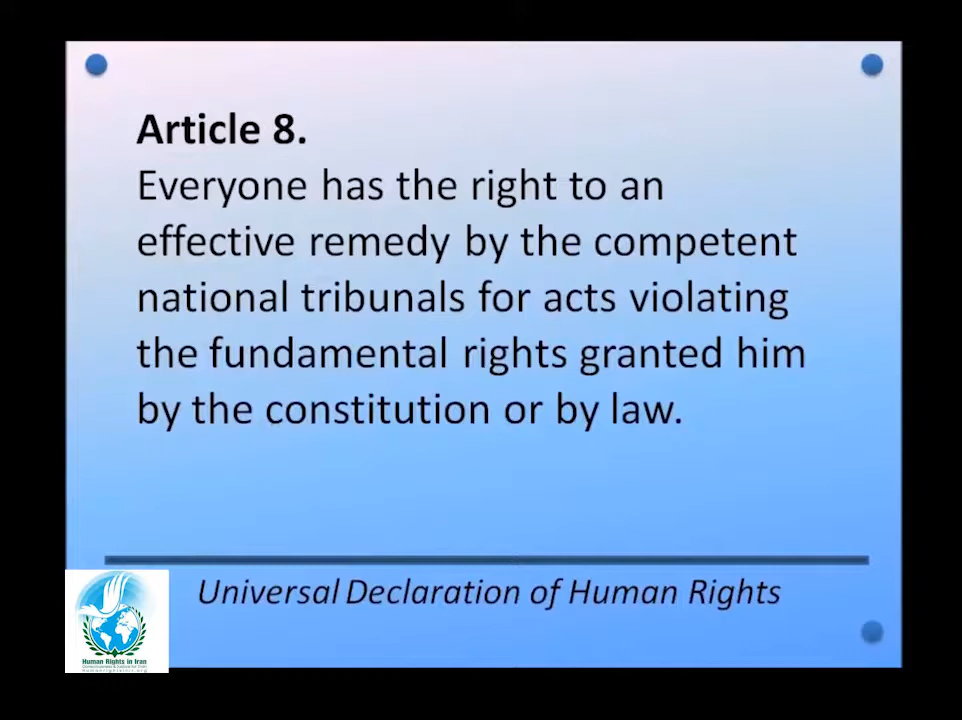 Article 8.
Everyone has the right to an
effective remedy by the competent
national tribunals for acts violating
the fundamental rights granted him
by the constitution or by law.
Universal Declaration of Human Rights
Human Rights in Iran